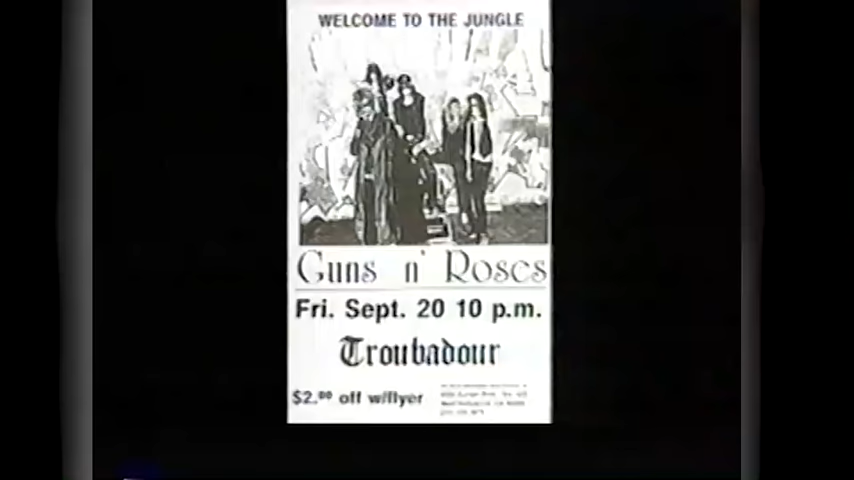 WELCOME TO THE JUNGLE
Guns n' Roses
Fri. Sept. 20 10 p.m.
Troubadour
$2.00 off w/flyer